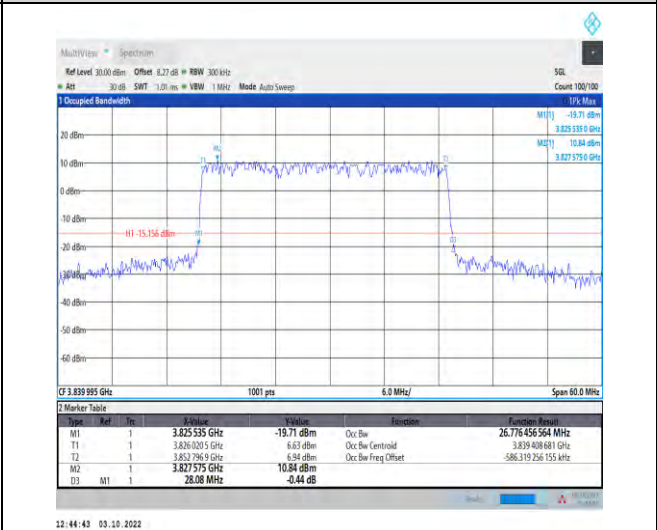 MultiView Spectrum
Ref Level 30.00 dBm Offset 8.27 dB RBW 300 kHz SGL
Att 30 dB SWT 1.01 ms VBW 1 MHz Mode Auto Sweep Count 100/100
1 Occupied Bandwidth 1Pk Max
M1[1] -19.71 dBm
3.825 535 0 GHz
M2[1] 10.84 dBm
3.827 575 0 GHz
20 dBm
M2
T1 T2
10 dBm
0 dBm
-10 dBm
H1 -15.156 dBm
M1
D3
-20 dBm
-30 dBm
-40 dBm
-50 dBm
-60 dBm
CF 3.839 995 GHz 1001 pts 6.0 MHz/ Span 60.0 MHz
2 Marker Table
Type Ref Trc X-Value Y-Value Function Function Result
M1 1 3.825 535 GHz -19.71 dBm Occ Bw 26.776 456 564 MHz
T1 1 3.826 020 5 GHz 6.63 dBm Occ Bw Centroid 3.839 408 681 GHz
T2 1 3.852 796 9 GHz 6.94 dBm Occ Bw Freq Offset -586.319 256 155 kHz
M2 1 3.827 575 GHz 10.84 dBm
D3 M1 1 28.08 MHz -0.44 dB
12:44:43 03.10.2022